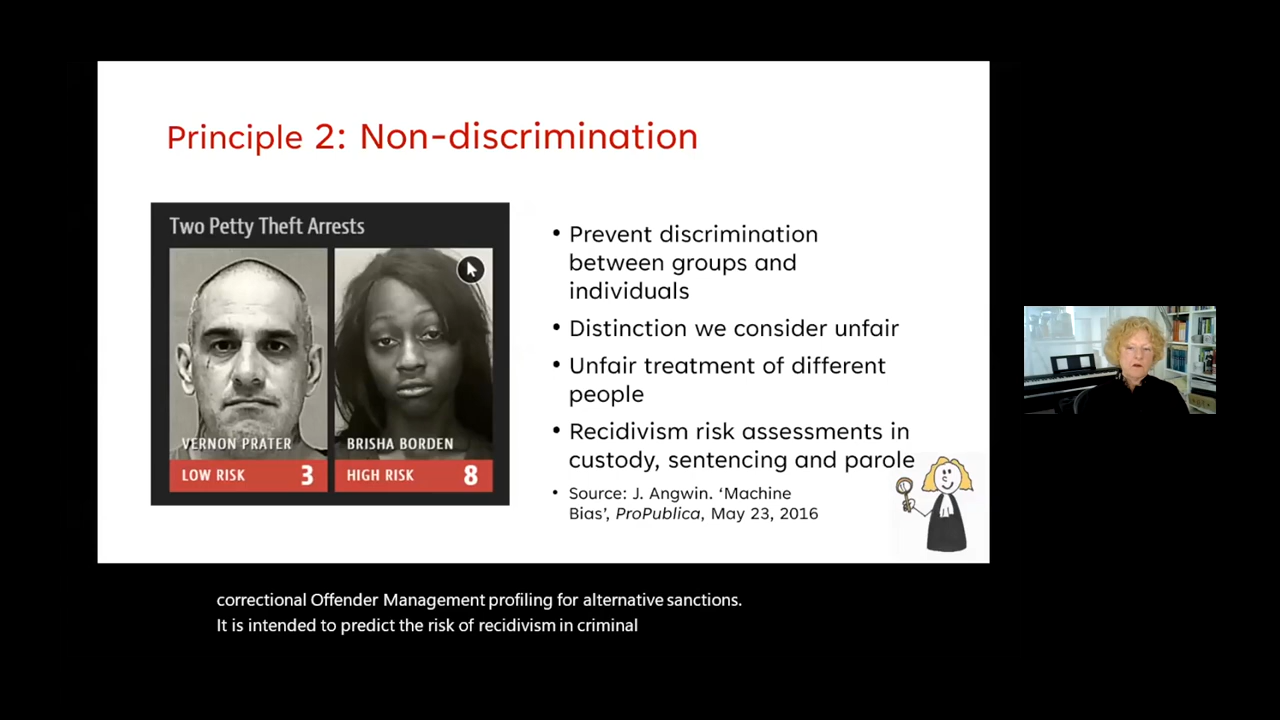 Principle 2: Non-discrimination
Two Petty Theft Arrests
VERNON PRATER
LOW RISK 3
BRISHA BORDEN
HIGH RISK 8
• Prevent discrimination
between groups and
individuals
• Distinction we consider unfair
• Unfair treatment of different
people
• Recidivism risk assessments in
custody, sentencing and parole
• Source: J. Angwin. ‘Machine
Bias’, ProPublica, May 23, 2016
correctional Offender Management profiling for alternative sanctions.
It is intended to predict the risk of recidivism in criminal